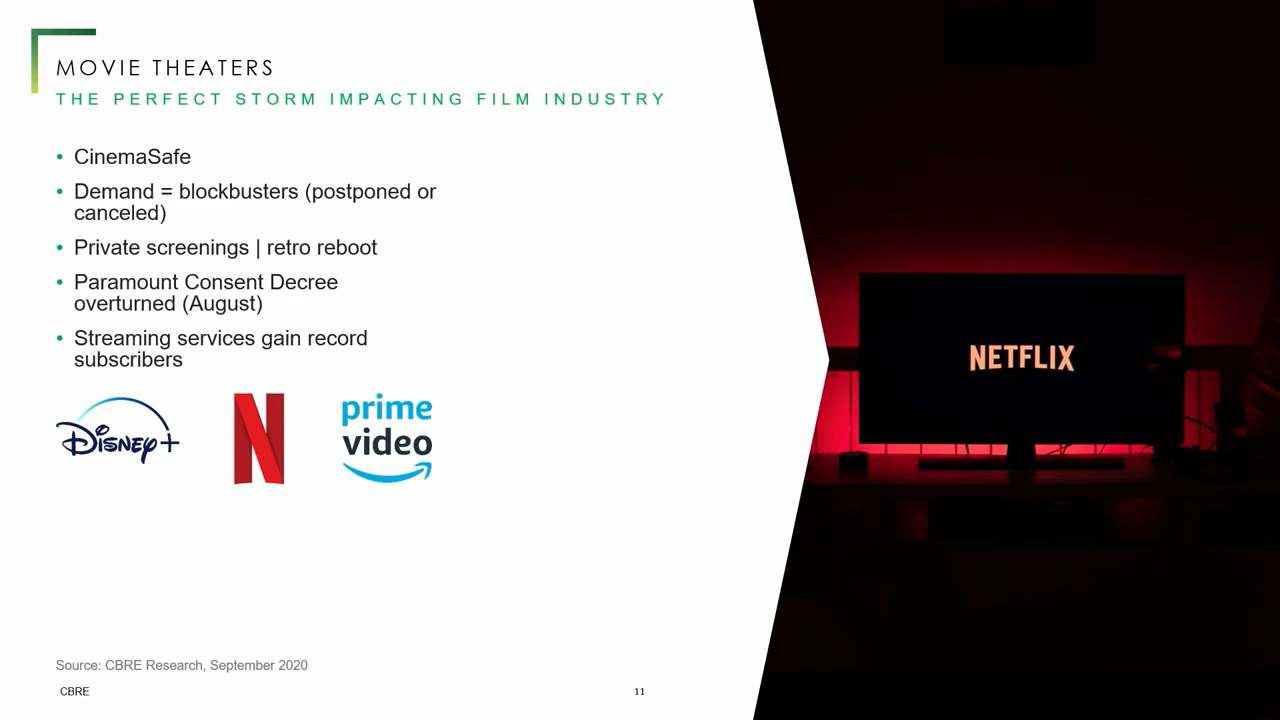 MOVIE THEATERS
THE PERFECT STORM IMPACTING FILM INDUSTRY
• CinemaSafe
• Demand = blockbusters (postponed or
canceled)
• Private screenings | retro reboot
• Paramount Consent Decree
overturned (August)
• Streaming services gain record
subscribers
Disney+
N
prime
video
NETFLIX
Source: CBRE Research, September 2020
CBRE
11